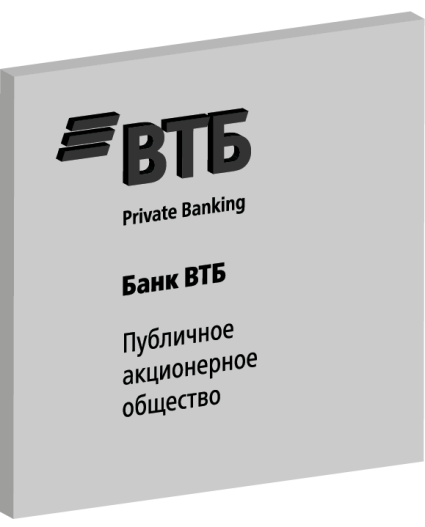 ВТБ
Private Banking
Банк ВТБ
Публичное
акционерное
общество